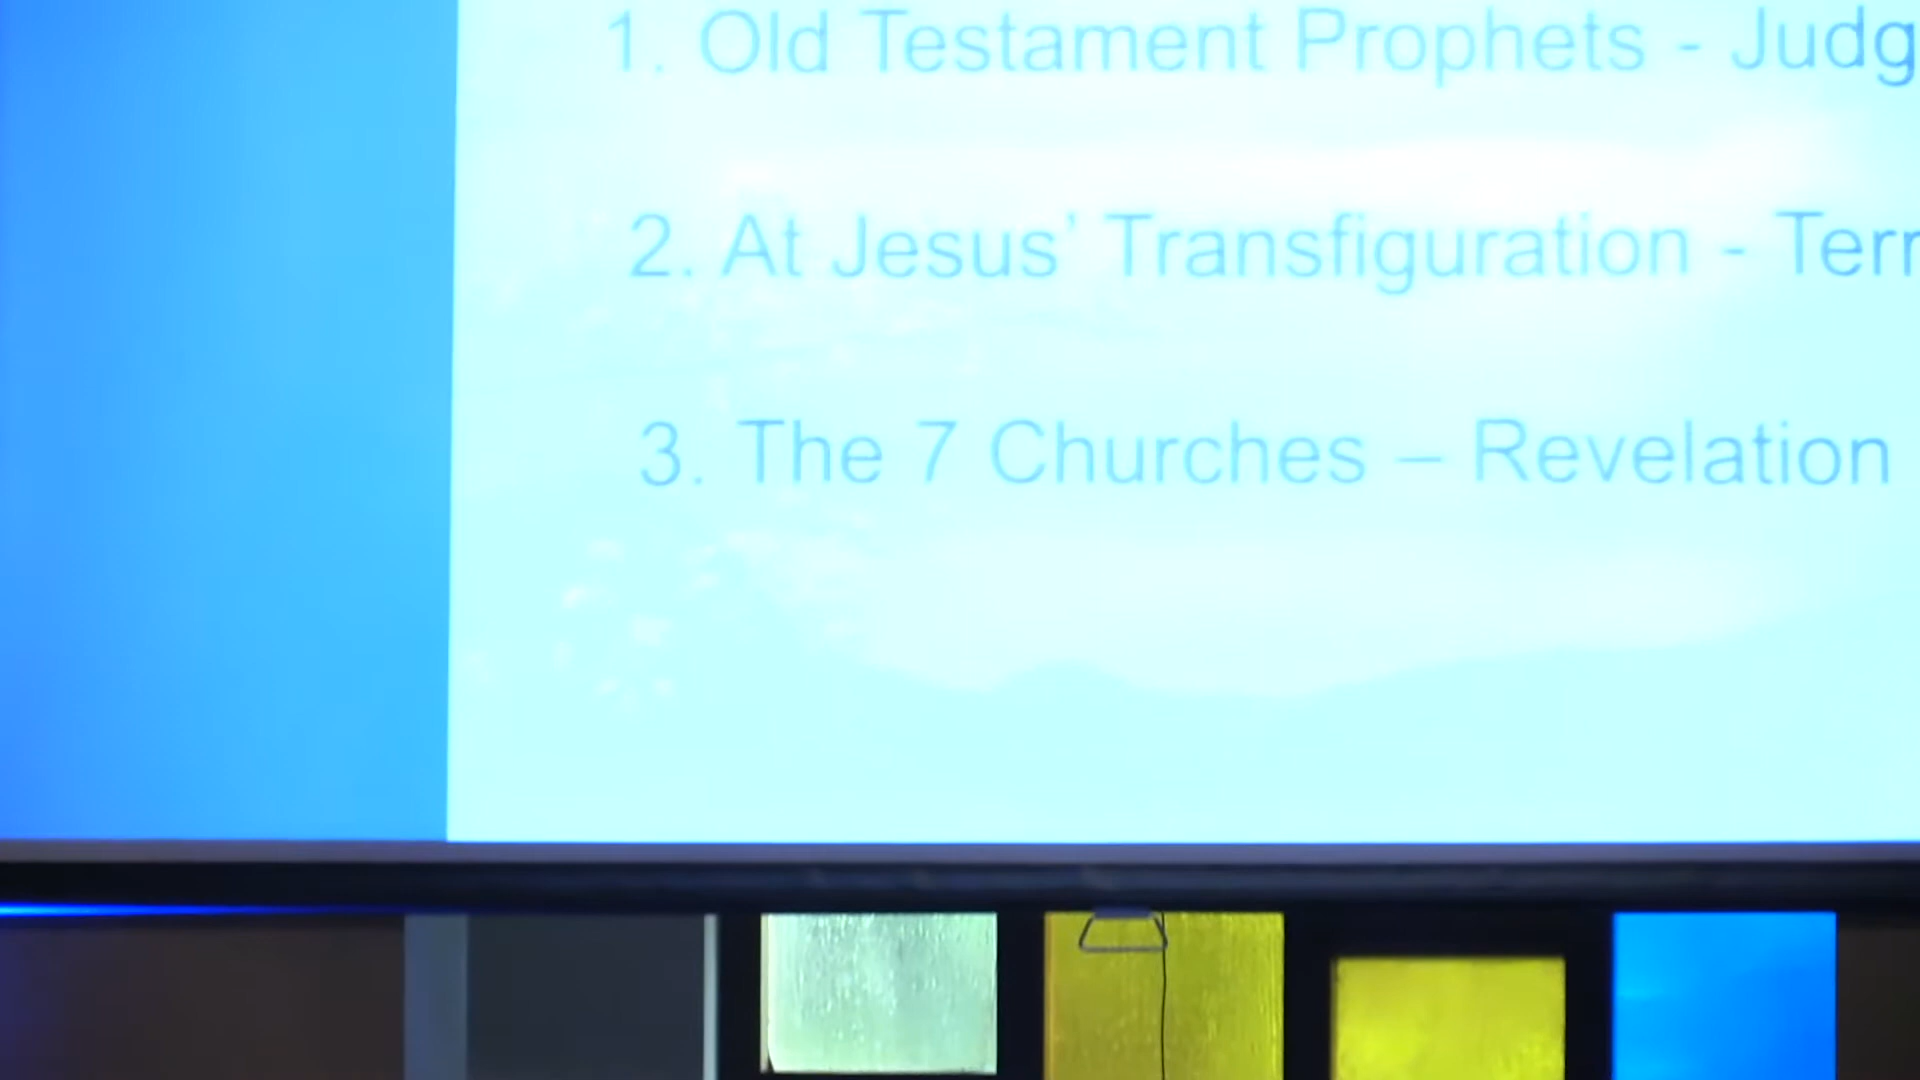 1. Old Testament Prophets - Judg
2. At Jesus’ Transfiguration - Terr
3. The 7 Churches – Revelation